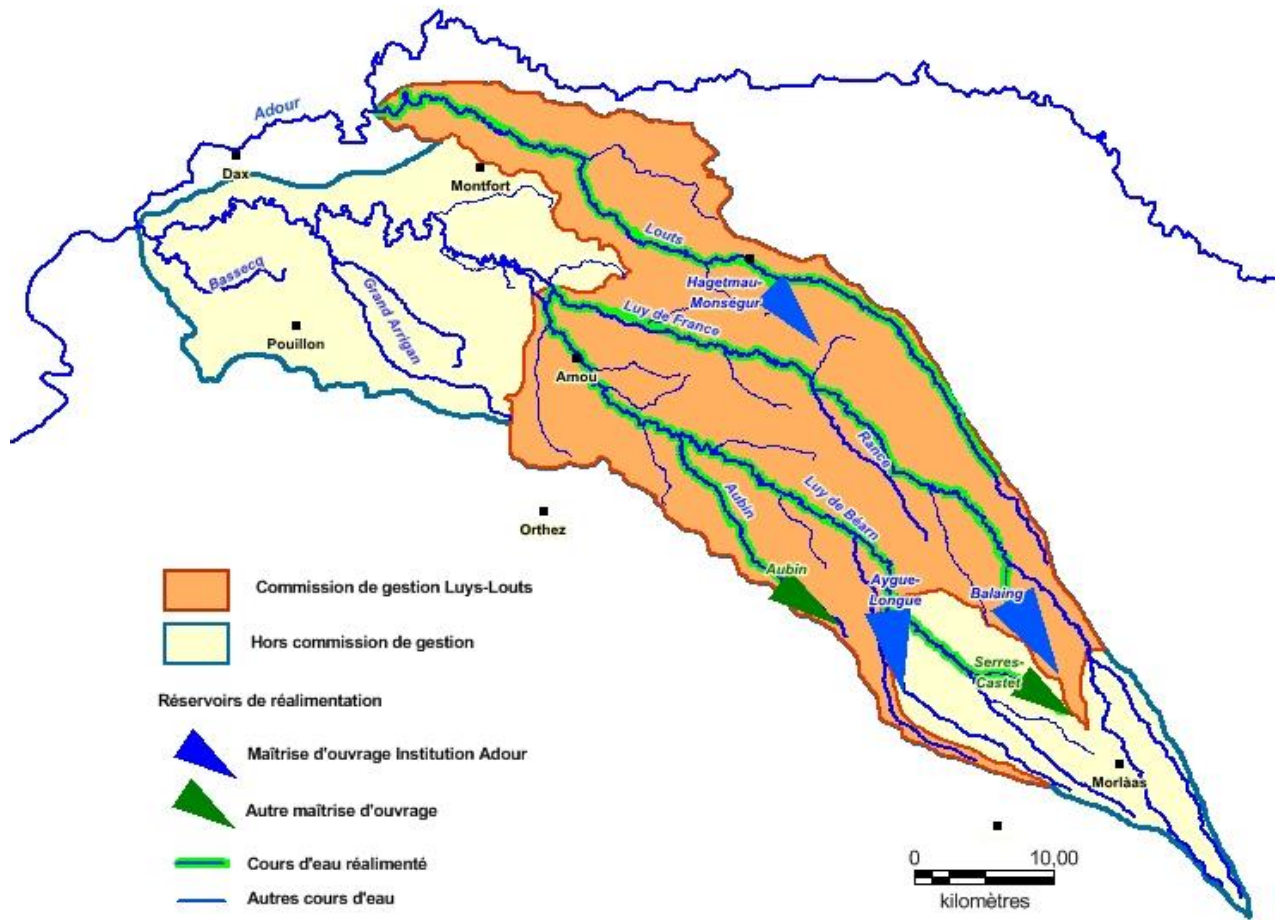 Adour
Dax
Montfort
Bassecq
Pouillon
Grand Arrigan
Louts
Hagetmau-
Monségur
Luy de France
Amou
Rance
Luy de Béarn
Aubin
Orthez
Aubin
Aygue-
Longue
Balaing
Serres-
Castet
Morlàas
Commission de gestion Luys-Louts
Hors commission de gestion
Réservoirs de réalimentation
Maîtrise d'ouvrage Institution Adour
Autre maîtrise d'ouvrage
Cours d'eau réalimenté
Autres cours d'eau
0 10,00
kilomètres